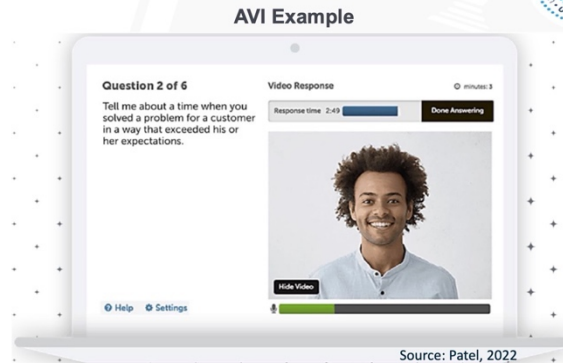 AVI Example
Question 2 of 6
Tell me about a time when you
solved a problem for a customer
in a way that exceeded his or
her expectations.
Video Response
minutes: 3
Response time 2:49
Done Answering
Hide Video
Help Settings
Source: Patel, 2022